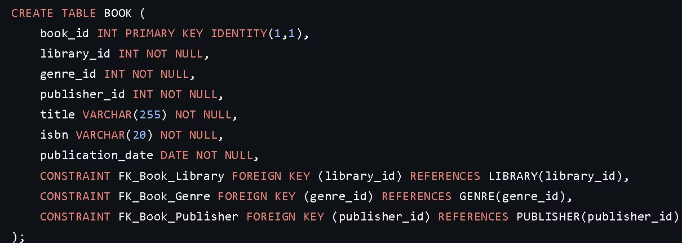 CREATE TABLE BOOK (
    book_id INT PRIMARY KEY IDENTITY(1,1),
    library_id INT NOT NULL,
    genre_id INT NOT NULL,
    publisher_id INT NOT NULL,
    title VARCHAR(255) NOT NULL,
    isbn VARCHAR(20) NOT NULL,
    publication_date DATE NOT NULL,
    CONSTRAINT FK_Book_Library FOREIGN KEY (library_id) REFERENCES LIBRARY(library_id),
    CONSTRAINT FK_Book_Genre FOREIGN KEY (genre_id) REFERENCES GENRE(genre_id),
    CONSTRAINT FK_Book_Publisher FOREIGN KEY (publisher_id) REFERENCES PUBLISHER(publisher_id)
);